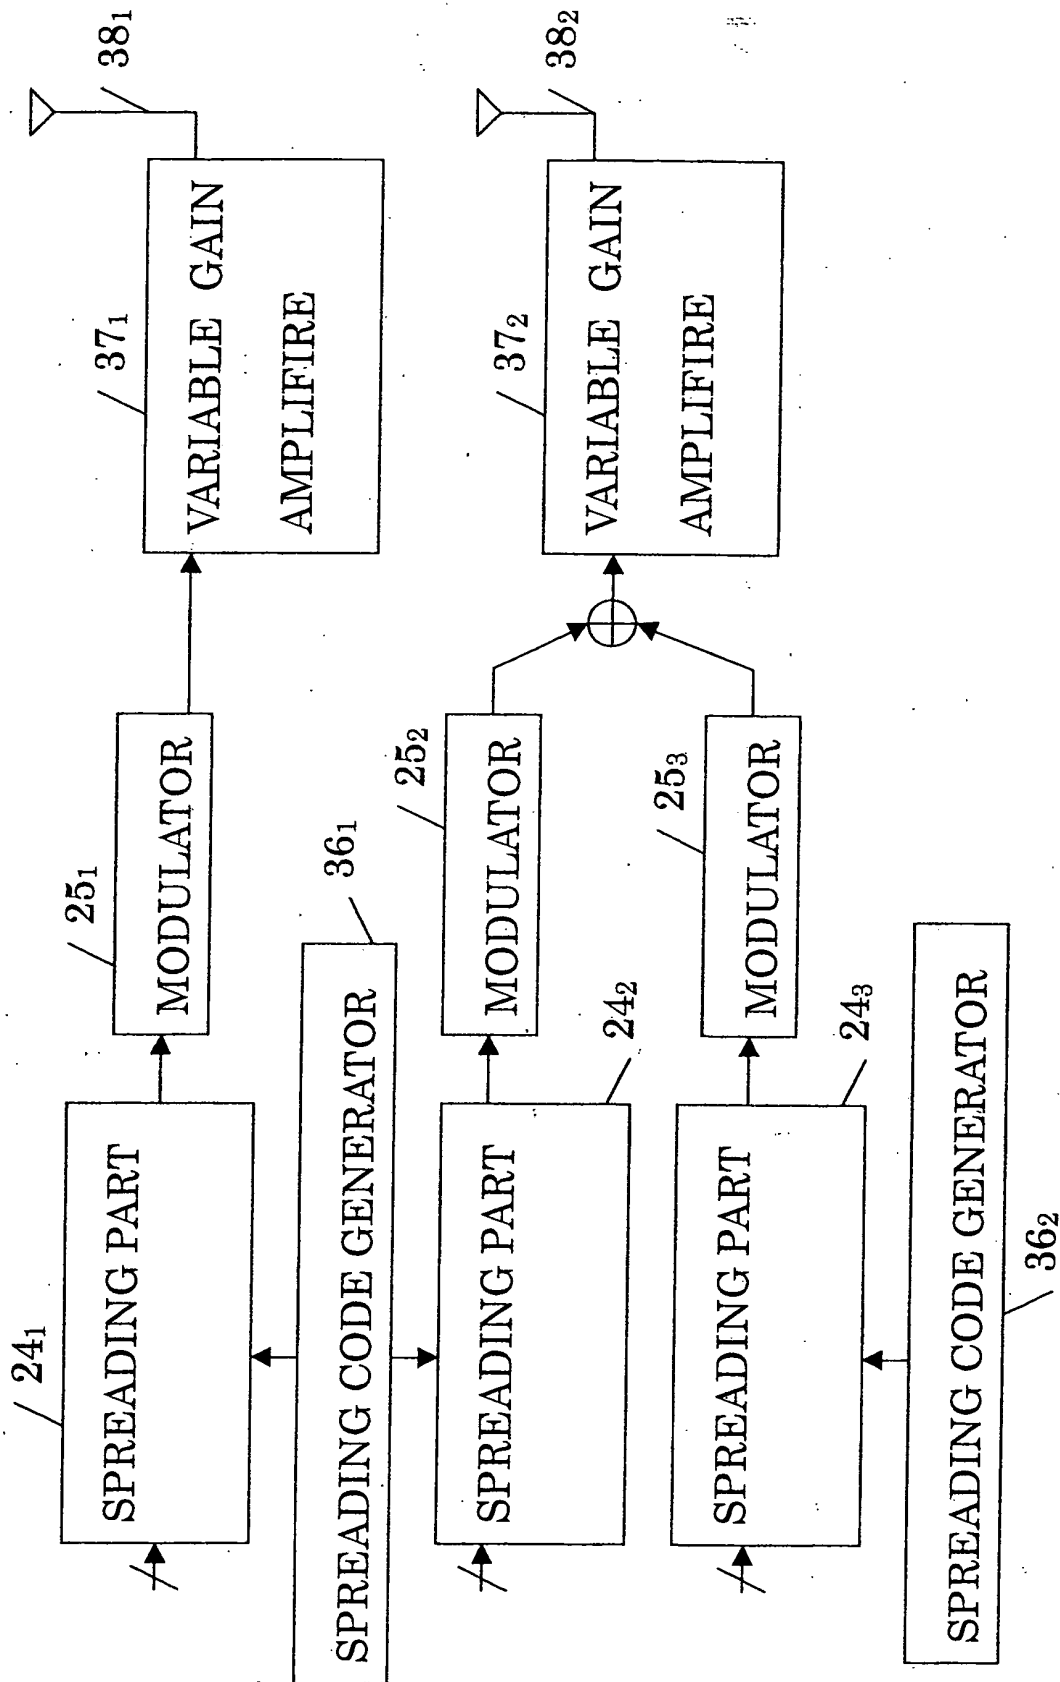 24₁
SPREADING PART
25₁
MODULATOR
37₁
VARIABLE GAIN
AMPLIFIRE
38₁
SPREADING CODE GENERATOR
36₁
SPREADING PART
24₂
25₂
MODULATOR
37₂
VARIABLE GAIN
AMPLIFIRE
38₂
SPREADING PART
24₃
25₃
MODULATOR
SPREADING CODE GENERATOR
36₂